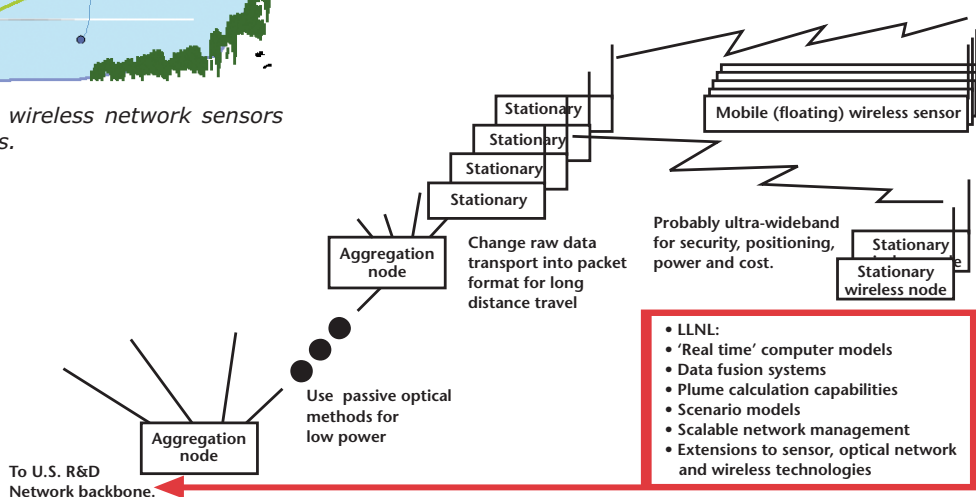 wireless network sensors
s.
Stationary
Stationary
Stationary
Stationary
Mobile (floating) wireless sensor
Aggregation
node
Change raw data
transport into packet
format for long
distance travel
Probably ultra-wideband
for security, positioning,
power and cost.
Stationary
e
Stationary
wireless node
Use passive optical
methods for
low power
• LLNL:
• ‘Real time’ computer models
• Data fusion systems
• Plume calculation capabilities
• Scenario models
• Scalable network management
• Extensions to sensor, optical network
and wireless technologies
Aggregation
node
To U.S. R&D
Network backbone.